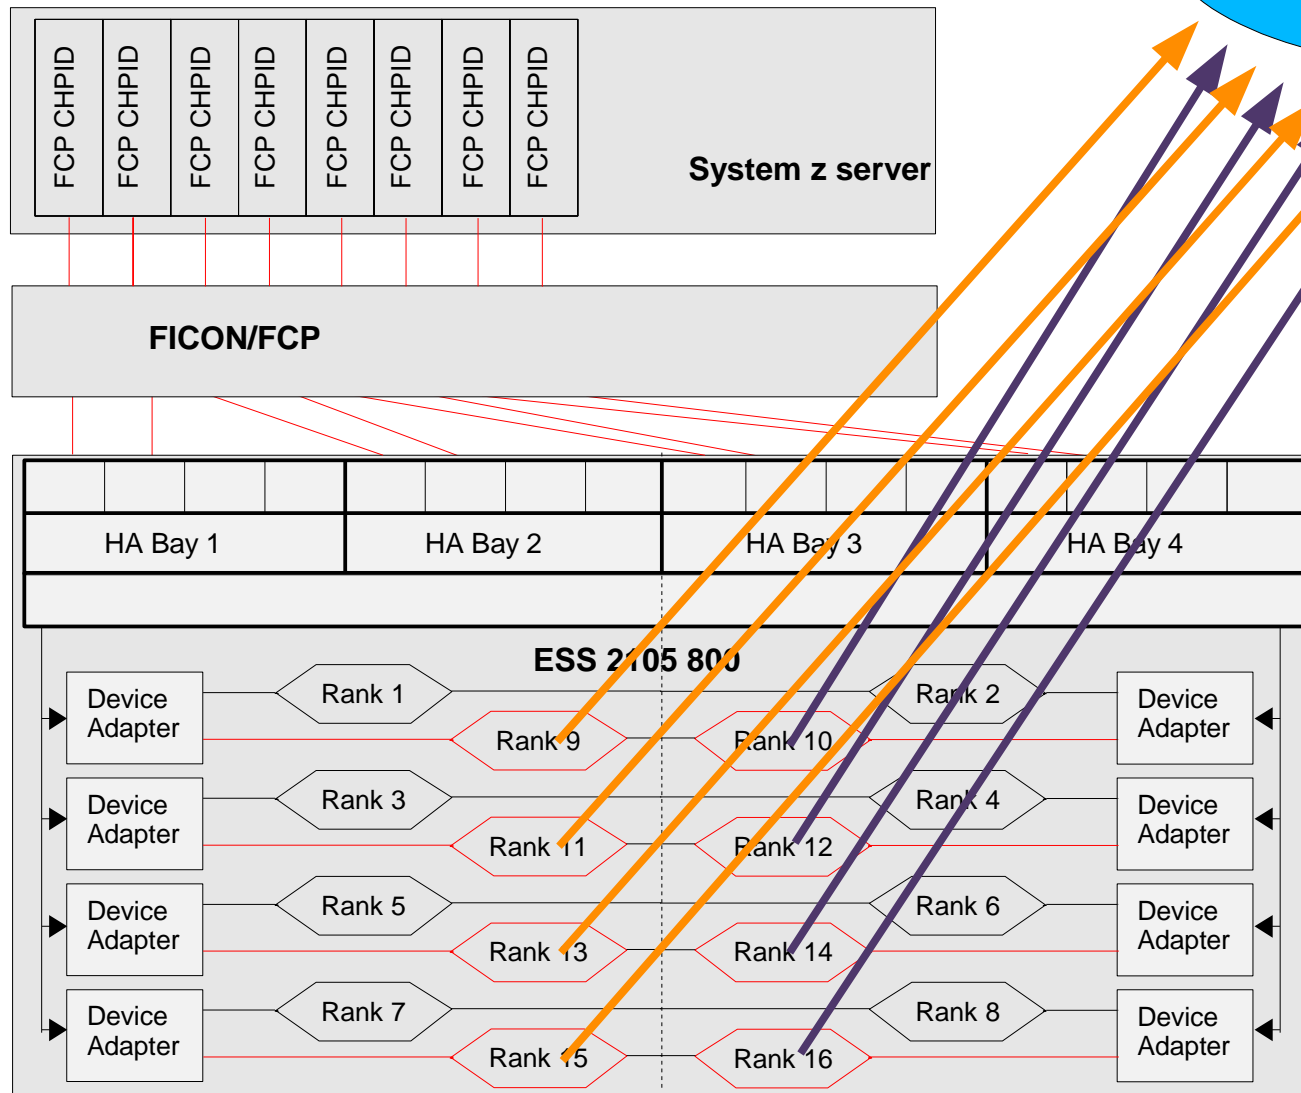 FCP CHPID
FCP CHPID
FCP CHPID
FCP CHPID
FCP CHPID
FCP CHPID
FCP CHPID
FCP CHPID
System z server
FICON/FCP
HA Bay 1
HA Bay 2
HA Bay 3
HA Bay 4
ESS 2105 800
Device
Adapter
Rank 1
Rank 2
Device
Adapter
Rank 9
Rank 10
Device
Adapter
Rank 3
Rank 4
Device
Adapter
Rank 11
Rank 12
Device
Adapter
Rank 5
Rank 6
Device
Adapter
Rank 13
Rank 14
Device
Adapter
Rank 7
Rank 8
Device
Adapter
Rank 15
Rank 16